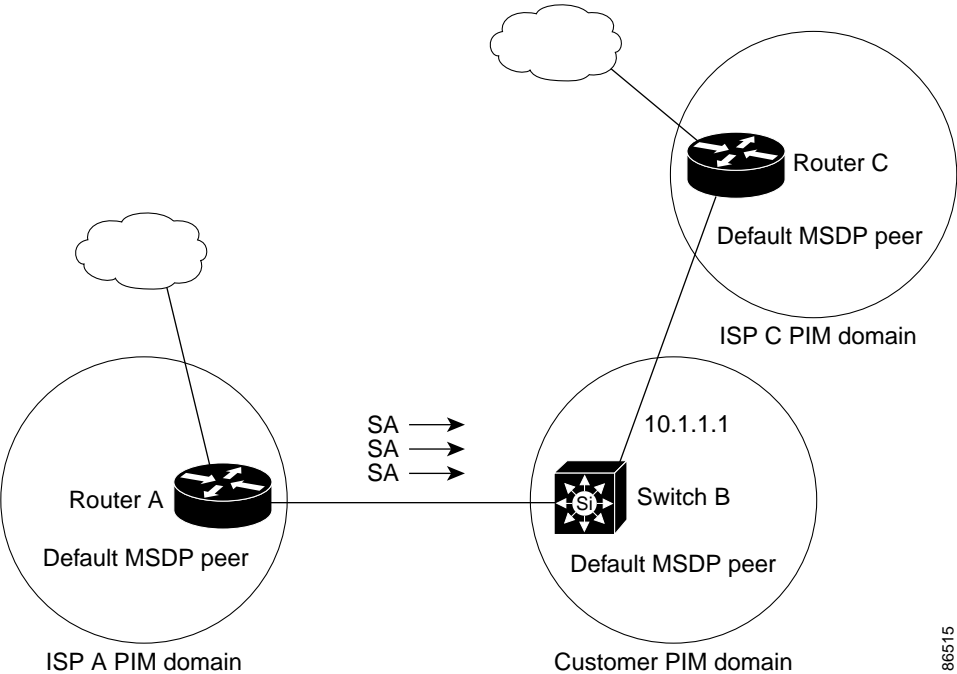 Router C
Default MSDP peer
ISP C PIM domain
SA
SA
SA
10.1.1.1
Router A
Si
Switch B
Default MSDP peer
Default MSDP peer
ISP A PIM domain
Customer PIM domain
86515